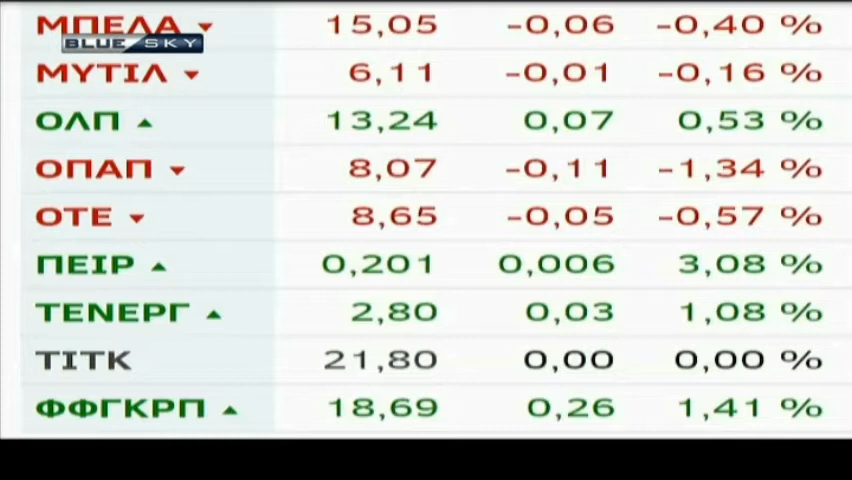 ΜΠΕΛΑ 15,05 -0,06 -0,40 %
BLUE SKY
ΜΥΤΙΛ 6,11 -0,01 -0,16 %
ΟΛΠ 13,24 0,07 0,53 %
ΟΠΑΠ 8,07 -0,11 -1,34 %
ΟΤΕ 8,65 -0,05 -0,57 %
ΠΕΙΡ 0,201 0,006 3,08 %
ΤΕΝΕΡΓ 2,80 0,03 1,08 %
ΤΙΤΚ 21,80 0,00 0,00 %
ΦΦΓΚΡΠ 18,69 0,26 1,41 %